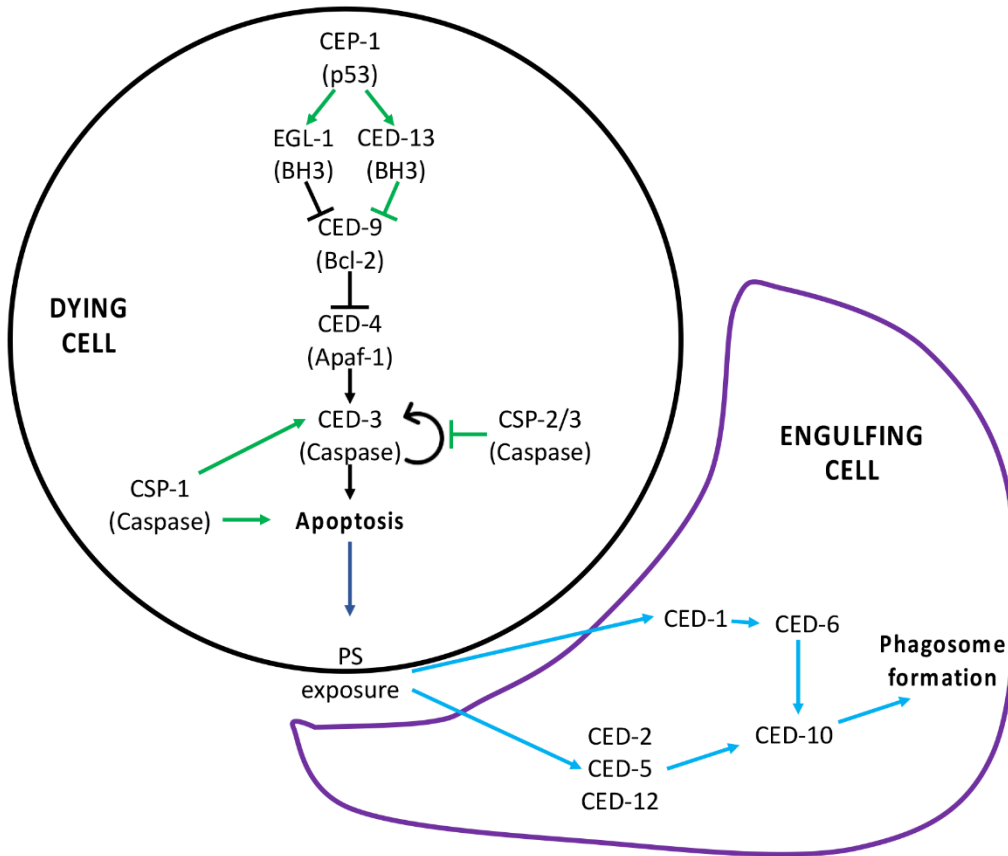 CEP-1
(p53)
EGL-1
(BH3)
CED-13
(BH3)
CED-9
(Bcl-2)
DYING
CELL
CED-4
(Apaf-1)
CED-3
(Caspase)
CSP-2/3
(Caspase)
CSP-1
(Caspase)
Apoptosis
PS
exposure
ENGULFING
CELL
CED-1
CED-6
Phagosome
formation
CED-2
CED-5
CED-12
CED-10